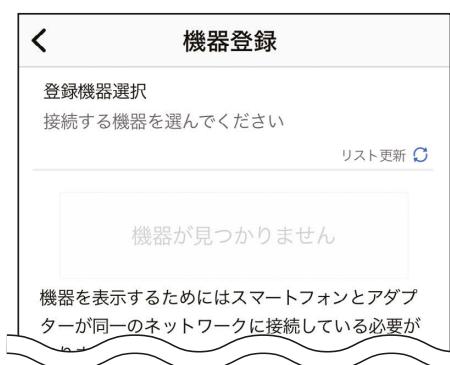 機器登録
登録機器選択
接続する機器を選んでください
リスト更新
機器が見つかりません
機器を表示するためにはスマートフォンとアダプ
ターが同一のネットワークに接続している必要が